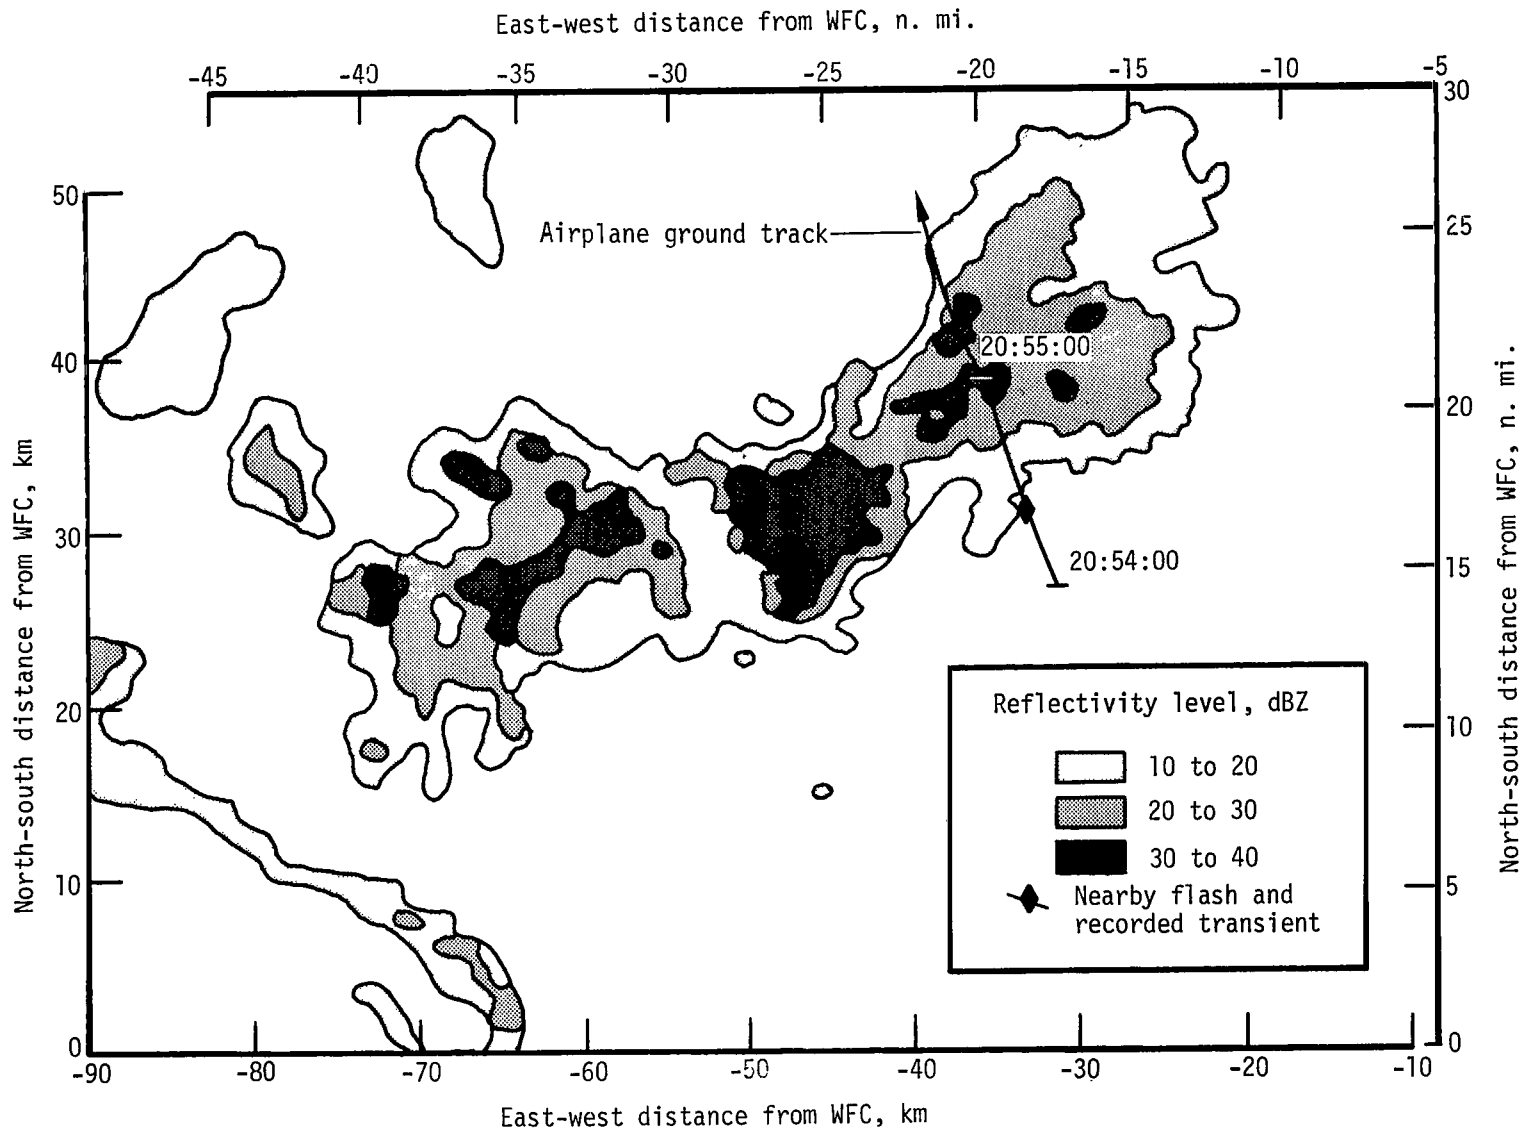 East-west distance from WFC, n. mi.
-45 -40 -35 -30 -25 -20 -15 -10 -5
30
50
Airplane ground track
25
20:55:00
40
20
North-south distance from WFC, km
North-south distance from WFC, n. mi.
30
20:54:00
15
Reflectivity level, dBZ
20
10
10 to 20
20 to 30
30 to 40
10
5
Nearby flash and
recorded transient
0
0
-90 -80 -70 -60 -50 -40 -30 -20 -10
East-west distance from WFC, km